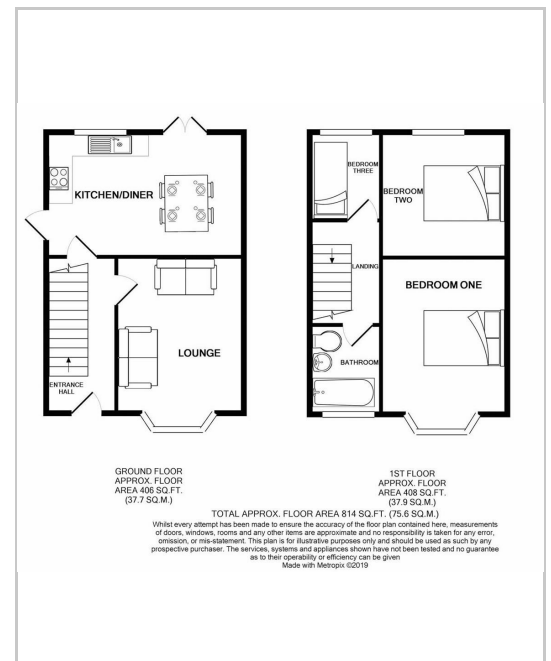 KITCHEN/DINER
LOUNGE
ENTRANCE
HALL
BEDROOM
THREE
BEDROOM
TWO
LANDING
BEDROOM ONE
BATHROOM
GROUND FLOOR
APPROX. FLOOR
AREA 406 SQ.FT.
(37.7 SQ.M.)
1ST FLOOR
APPROX. FLOOR
AREA 408 SQ.FT.
(37.9 SQ.M.)
TOTAL APPROX. FLOOR AREA 814 SQ.FT. (75.6 SQ.M.)
Whilst every attempt has been made to ensure the accuracy of the floor plan contained here, measurements
of doors, windows, rooms and any other items are approximate and no responsibility is taken for any error,
omission, or mis-statement. This plan is for illustrative purposes only and should be used as such by any
prospective purchaser. The services, systems and appliances shown have not been tested and no guarantee
as to their operability or efficiency can be given
Made with Metropix ©2019